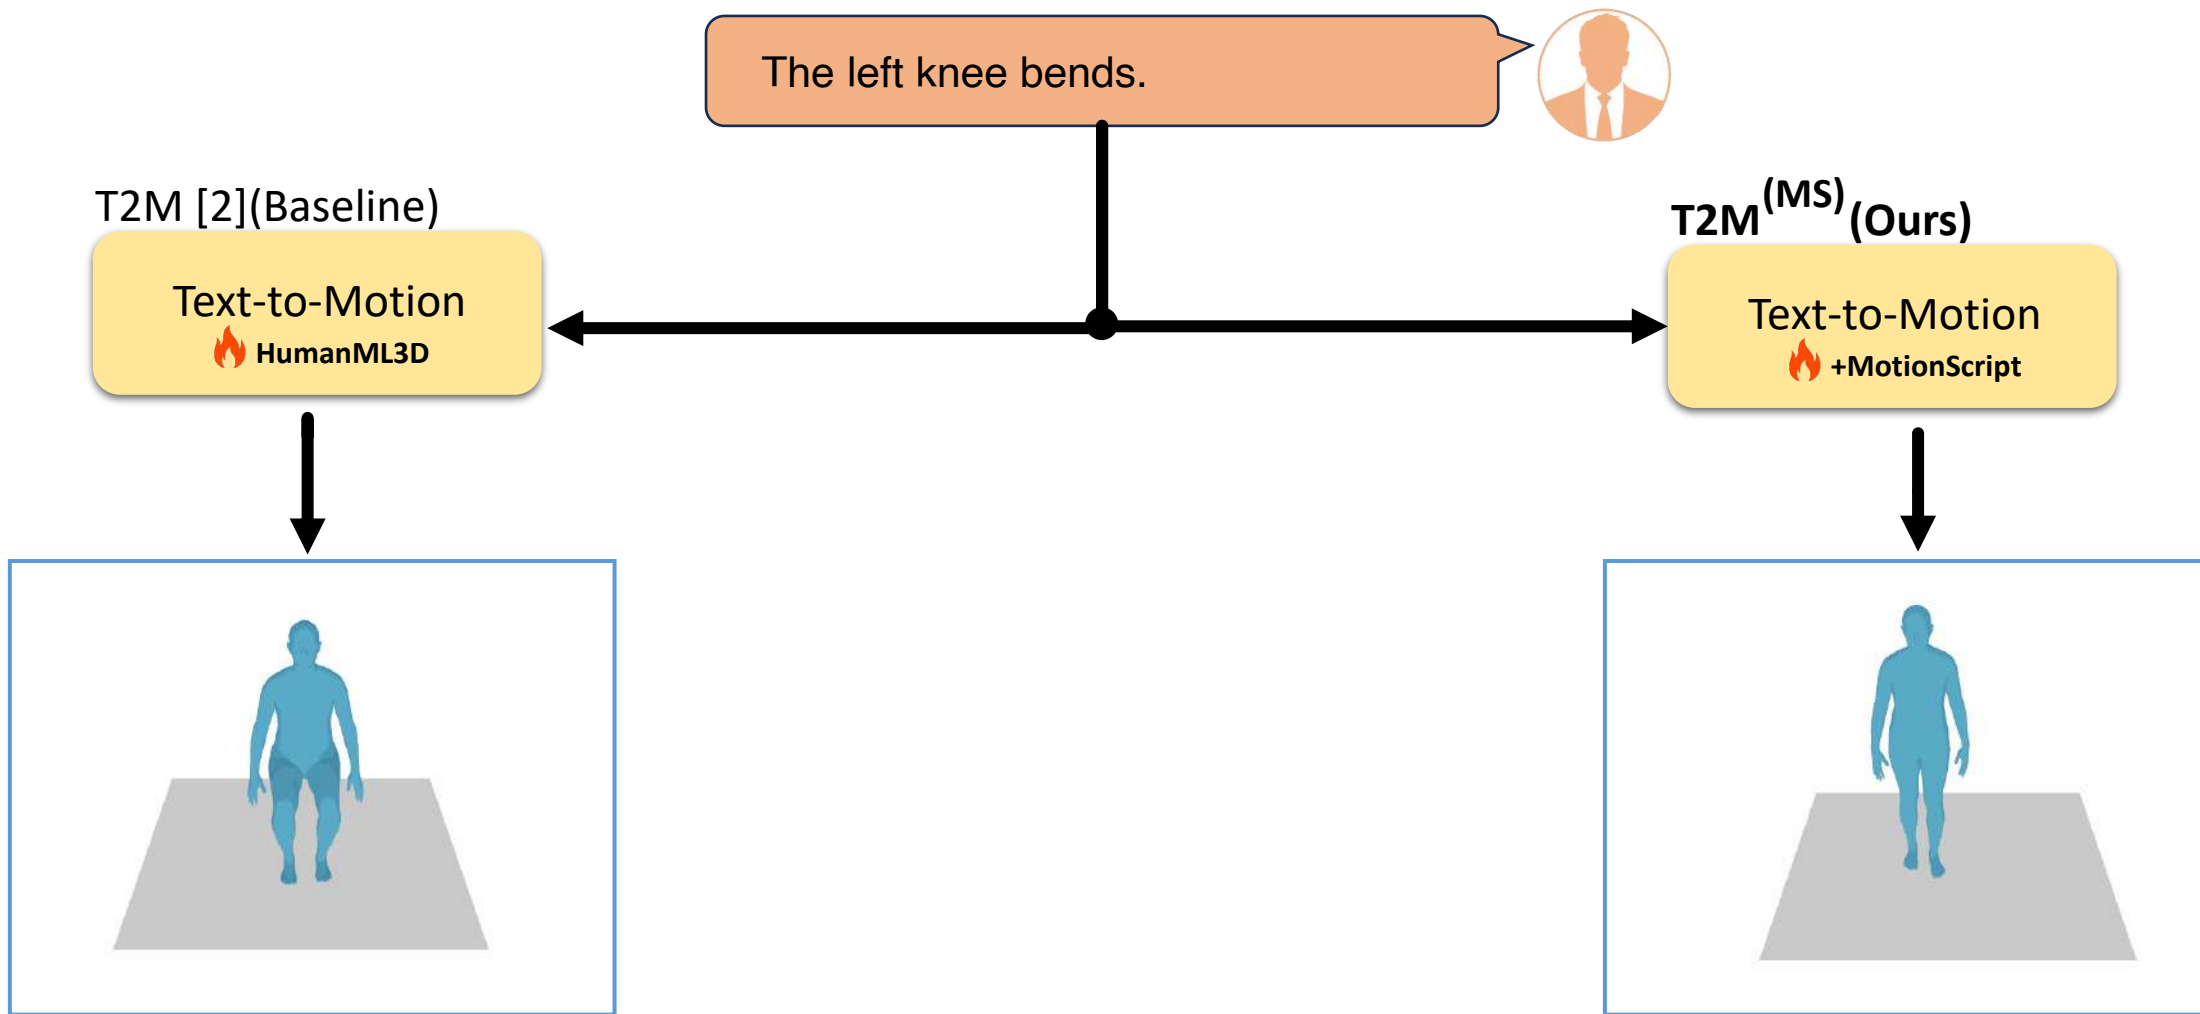 The left knee bends.
T2M [2](Baseline)
Text-to-Motion
HumanML3D
T2M(MS)(Ours)
Text-to-Motion
+MotionScript